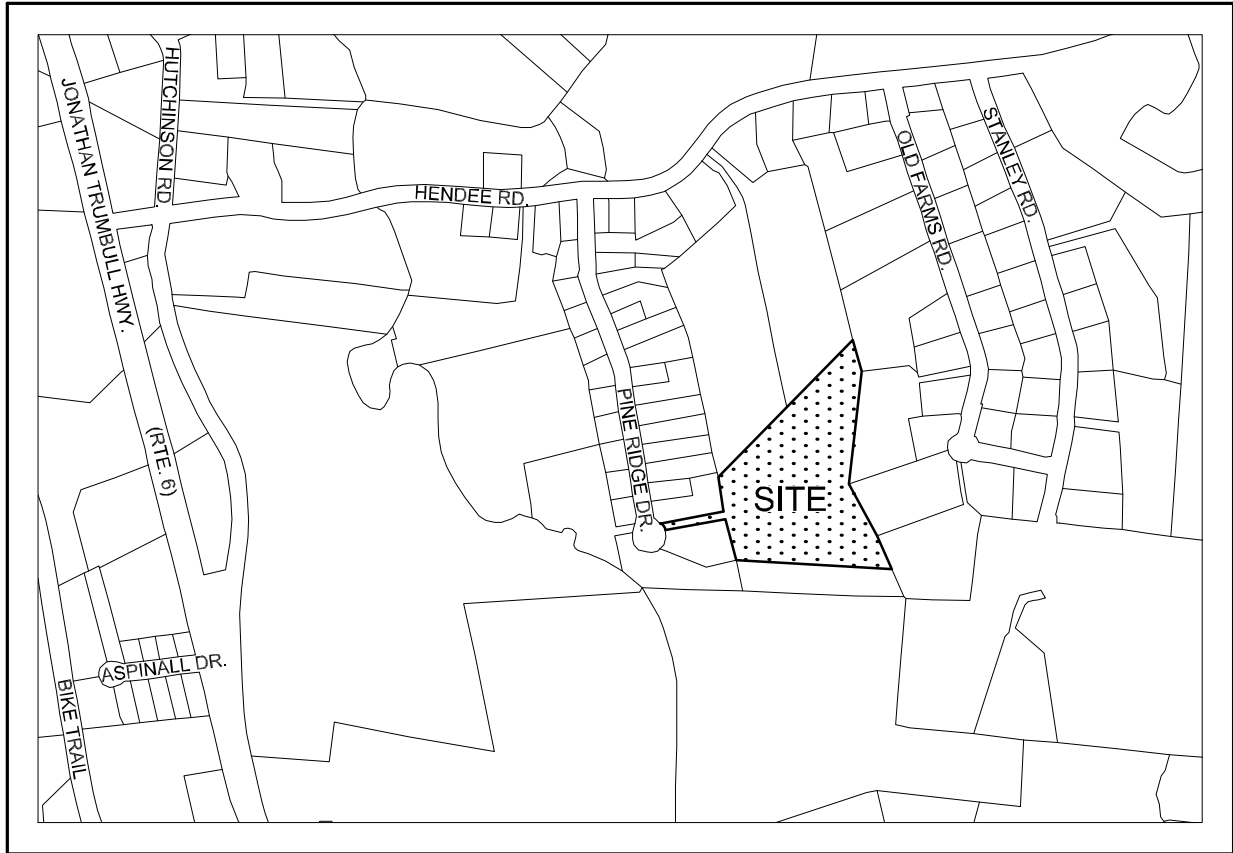 JONATHAN TRUMBULL HWY.
(RTE. 6)
HUTCHINSON RD.
HENDEE RD.
OLD FARMS RD.
STANLEY RD.
PINE RIDGE DR.
SITE
ASPINALL DR.
BIKE TRAIL